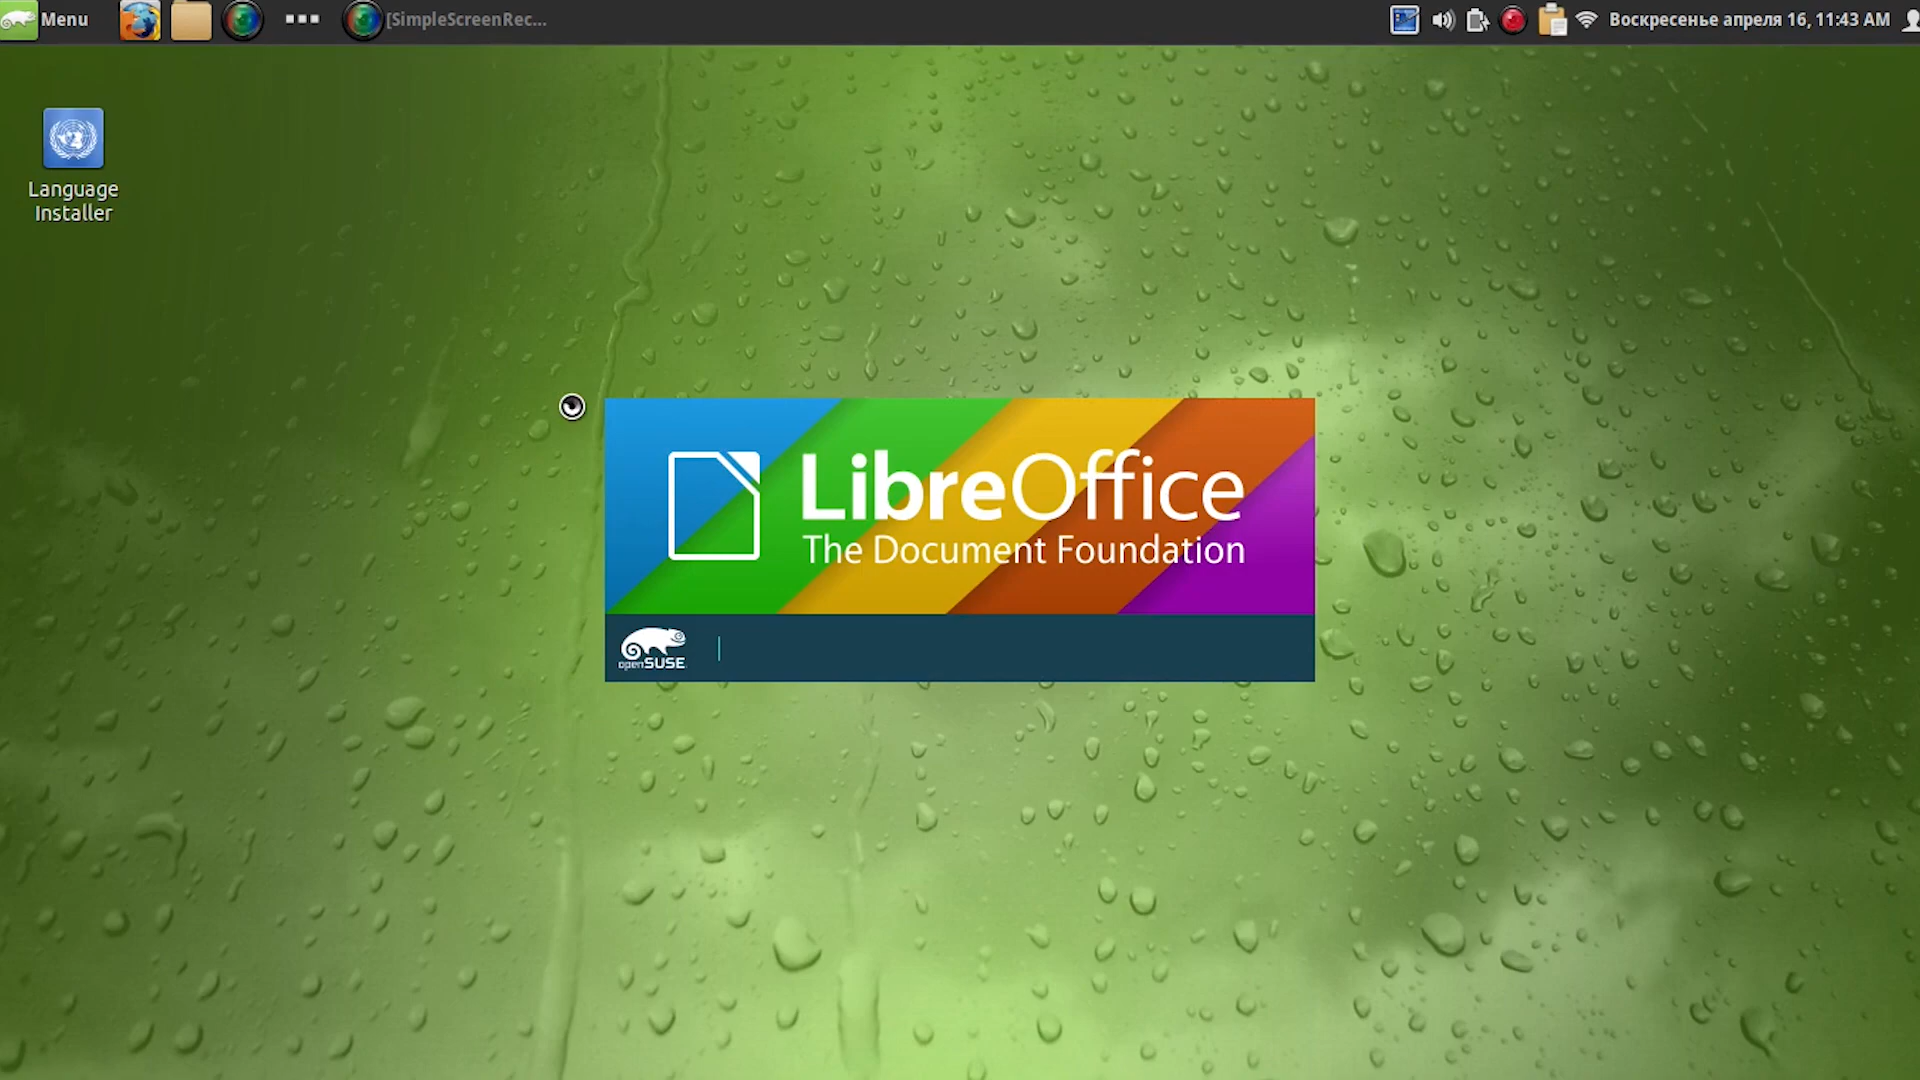 Menu
[SimpleScreenRec...
Воскресенье апреля 16, 11:43 AM
Language
Installer
LibreOffice
The Document Foundation
openSUSE